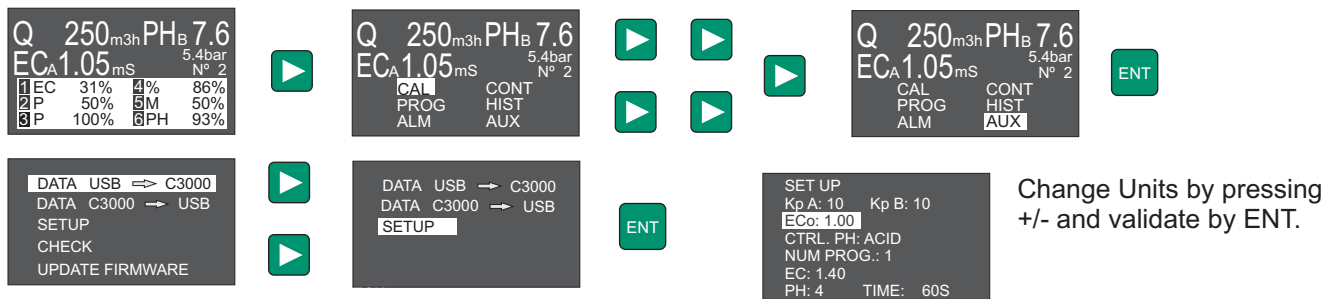 Q 250m3h PHB 7.6
ECA 1.05mS 5.4bar
Nº 2
1 EC 31% 4 % 86%
2 P 50% 5 M 50%
3 P 100% 6 PH 93%
Q 250m3h PHB 7.6
ECA 1.05mS 5.4bar
Nº 2
CAL CONT
PROG HIST
ALM AUX
Q 250m3h PHB 7.6
ECA 1.05mS 5.4bar
Nº 2
CAL CONT
PROG HIST
ALM AUX
ENT
DATA USB ⇨ C3000
DATA C3000 → USB
SETUP
CHECK
UPDATE FIRMWARE
DATA USB → C3000
DATA C3000 → USB
SETUP
ENT
SET UP
Kp A: 10 Kp B: 10
ECo: 1.00
CTRL. PH: ACID
NUM PROG.: 1
EC: 1.40
PH: 4 TIME: 60S
Change Units by pressing
+/- and validate by ENT.